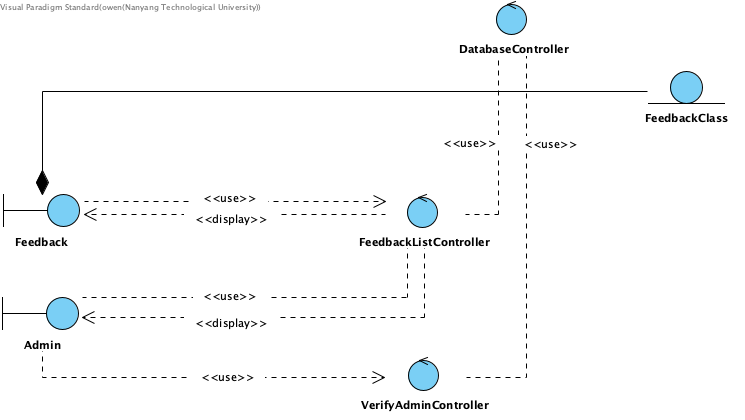 Visual Paradigm Standard(owen(Nanyang Technological University))
DatabaseController
FeedbackClass
<<use>>
<<use>>
<<use>>
<<display>>
Feedback
FeedbackListController
<<use>>
<<display>>
Admin
<<use>>
VerifyAdminController